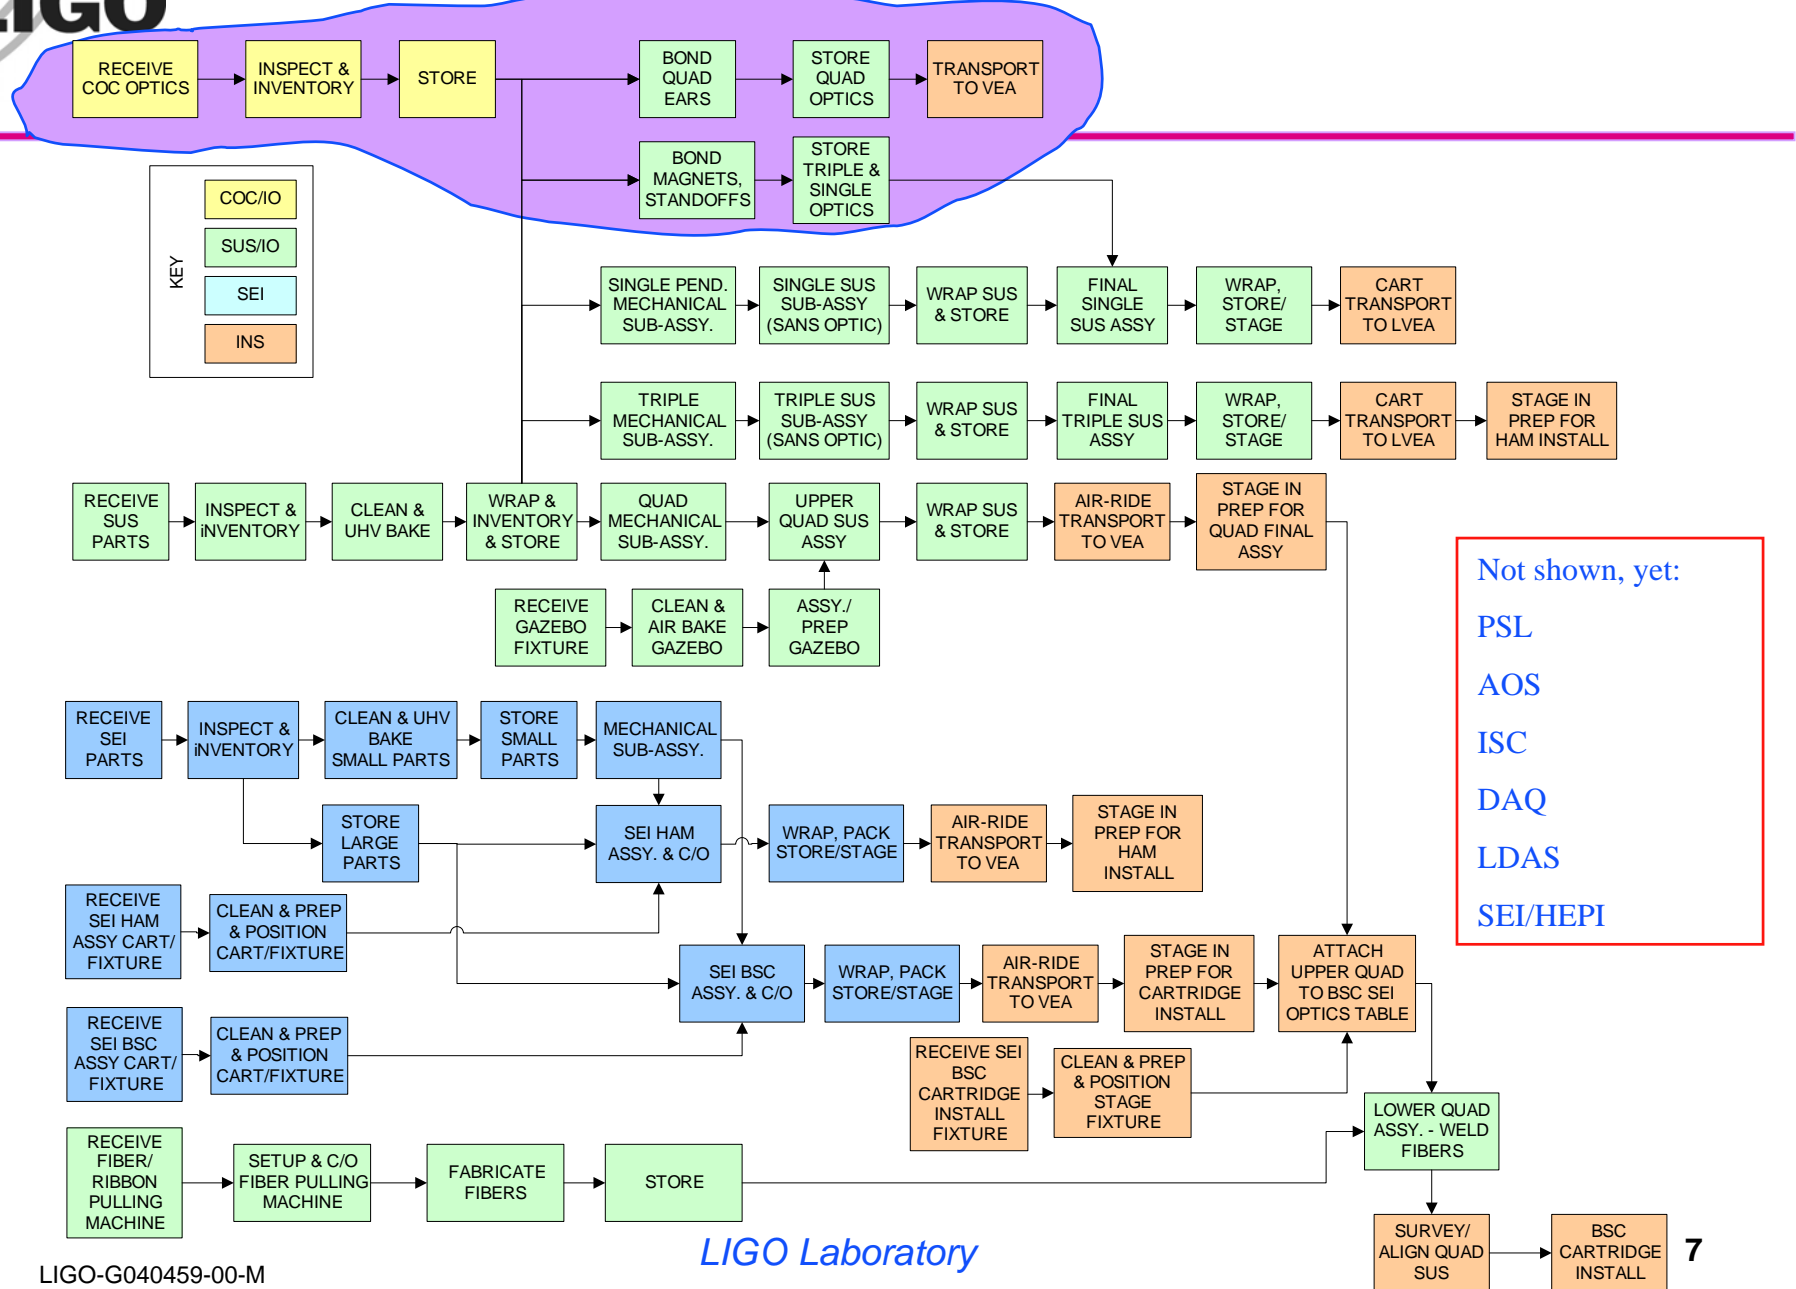 LIGO
RECEIVE
COC OPTICS
INSPECT &
INVENTORY
STORE
BOND
QUAD
EARS
STORE
QUAD
OPTICS
TRANSPORT
TO VEA
BOND
MAGNETS,
STANDOFFS
STORE
TRIPLE &
SINGLE
OPTICS
KEY
COC/IO
SUS/IO
SEI
INS
SINGLE PEND.
MECHANICAL
SUB-ASSY.
SINGLE SUS
SUB-ASSY
(SANS OPTIC)
WRAP SUS
& STORE
FINAL
SINGLE
SUS ASSY
WRAP,
STORE/
STAGE
CART
TRANSPORT
TO LVEA
TRIPLE
MECHANICAL
SUB-ASSY.
TRIPLE SUS
SUB-ASSY
(SANS OPTIC)
WRAP SUS
& STORE
FINAL
TRIPLE SUS
ASSY
WRAP,
STORE/
STAGE
CART
TRANSPORT
TO LVEA
STAGE IN
PREP FOR
HAM INSTALL
RECEIVE
SUS
PARTS
INSPECT &
iNVENTORY
CLEAN &
UHV BAKE
WRAP &
INVENTORY
& STORE
QUAD
MECHANICAL
SUB-ASSY.
UPPER
QUAD SUS
ASSY
WRAP SUS
& STORE
AIR-RIDE
TRANSPORT
TO VEA
STAGE IN
PREP FOR
QUAD FINAL
ASSY
RECEIVE
GAZEBO
FIXTURE
CLEAN &
AIR BAKE
GAZEBO
ASSY./
PREP
GAZEBO
Not shown, yet:
PSL
AOS
ISC
DAQ
LDAS
SEI/HEPI
RECEIVE
SEI
PARTS
INSPECT &
iNVENTORY
CLEAN & UHV
BAKE
SMALL PARTS
STORE
SMALL
PARTS
MECHANICAL
SUB-ASSY.
STORE
LARGE
PARTS
SEI HAM
ASSY. & C/O
WRAP, PACK
STORE/STAGE
AIR-RIDE
TRANSPORT
TO VEA
STAGE IN
PREP FOR
HAM
INSTALL
RECEIVE
SEI HAM
ASSY CART/
FIXTURE
CLEAN & PREP
& POSITION
CART/FIXTURE
SEI BSC
ASSY. & C/O
WRAP, PACK
STORE/STAGE
AIR-RIDE
TRANSPORT
TO VEA
STAGE IN
PREP FOR
CARTRIDGE
INSTALL
ATTACH
UPPER QUAD
TO BSC SEI
OPTICS TABLE
RECEIVE
SEI BSC
ASSY CART/
FIXTURE
CLEAN & PREP
& POSITION
CART/FIXTURE
RECEIVE SEI
BSC
CARTRIDGE
INSTALL
FIXTURE
CLEAN & PREP
& POSITION
STAGE
FIXTURE
LOWER QUAD
ASSY. - WELD
FIBERS
RECEIVE
FIBER/
RIBBON
PULLING
MACHINE
SETUP & C/O
FIBER PULLING
MACHINE
FABRICATE
FIBERS
STORE
SURVEY/
ALIGN QUAD
SUS
BSC
CARTRIDGE
INSTALL
LIGO Laboratory
7
LIGO-G040459-00-M